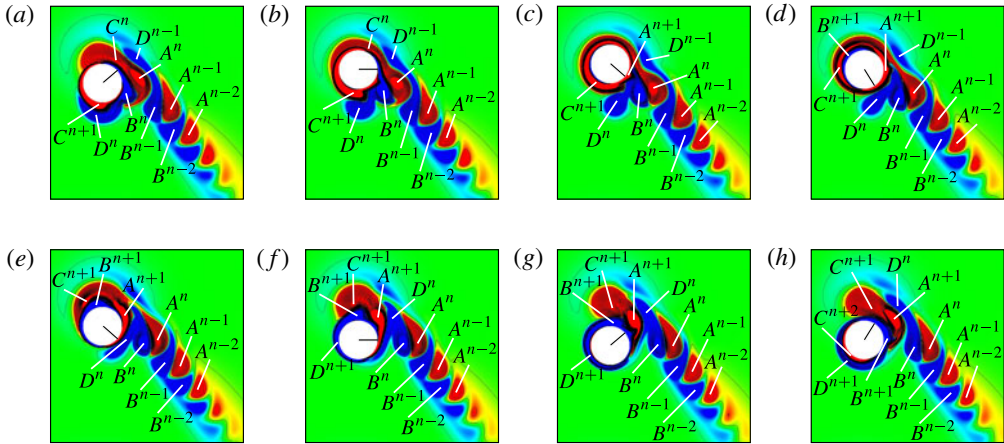 (a) C^n D^{n-1} A^n A^{n-1} A^{n-2} B^n B^{n-1} B^{n-2} C^{n+1} D^n
(b) C^n D^{n-1} A^n A^{n-1} A^{n-2} B^n B^{n-1} B^{n-2} C^{n+1} D^n
(c) A^{n+1} D^{n-1} A^n A^{n-1} A^{n-2} C^{n+1} D^n B^n B^{n-1} B^{n-2}
(d) B^{n+1} A^{n+1} D^{n-1} A^n A^{n-1} A^{n-2} C^{n+1} D^n B^n B^{n-1} B^{n-2}
(e) C^{n+1} B^{n+1} A^{n+1} A^n A^{n-1} A^{n-2} D^n B^n B^{n-1} B^{n-2}
(f) B^{n+1} C^{n+1} A^{n+1} D^n A^n A^{n-1} A^{n-2} D^{n+1} B^n B^{n-1} B^{n-2}
(g) B^{n+1} C^{n+1} A^{n+1} D^n A^n A^{n-1} A^{n-2} D^{n+1} B^n B^{n-1} B^{n-2}
(h) C^{n+1} D^n A^{n+1} A^n A^{n-1} A^{n-2} C^{n+2} D^{n+1} B^{n+1} B^n B^{n-1} B^{n-2}